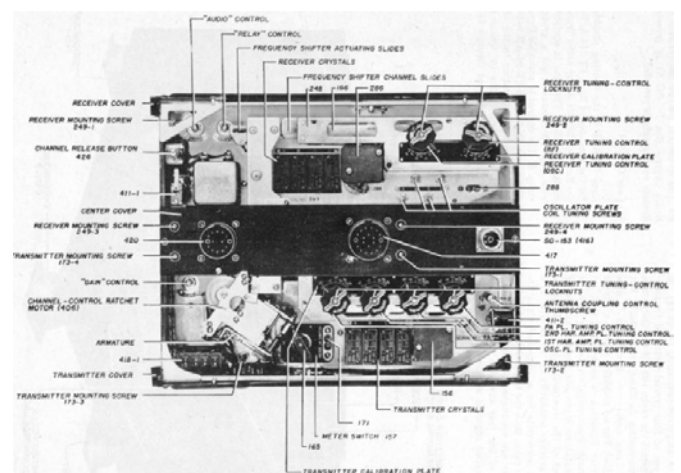 "AUDIO" CONTROL
"RELAY" CONTROL
FREQUENCY SHIFTER ACTUATING SLIDES
RECEIVER CRYSTALS
FREQUENCY SHIFTER CHANNEL SLIDES
248
166
286
RECEIVER COVER
RECEIVER MOUNTING SCREW
249-1
CHANNEL RELEASE BUTTON
426
411-1
CENTER COVER
RECEIVER MOUNTING SCREW
249-3
420
TRANSMITTER MOUNTING SCREW
173-4
"GAIN" CONTROL
CHANNEL-CONTROL RATCHET
MOTOR (406)
ARMATURE
418-1
TRANSMITTER COVER
TRANSMITTER MOUNTING SCREW
173-3
RECEIVER TUNING-CONTROL
LOCKNUTS
RECEIVER MOUNTING SCREW
249-2
RECEIVER TUNING CONTROL
(RF)
RECEIVER CALIBRATION PLATE
RECEIVER TUNING CONTROL
(OSC)
288
OSCILLATOR PLATE
COIL TUNING SCREWS
RECEIVER MOUNTING SCREW
249-4
SO-153 (416)
417
TRANSMITTER MOUNTING SCREW
173-1
TRANSMITTER TUNING-CONTROL
LOCKNUTS
ANTENNA COUPLING CONTROL
THUMBSCREW
411-2
PA PL. TUNING CONTROL
2ND HAR. AMP. PL. TUNING CONTROL
1ST HAR. AMP. PL. TUNING CONTROL
OSC. PL. TUNING CONTROL
TRANSMITTER MOUNTING SCREW
173-2
158
TRANSMITTER CRYSTALS
171
METER SWITCH 157
165
TRANSMITTER CALIBRATION PLATE